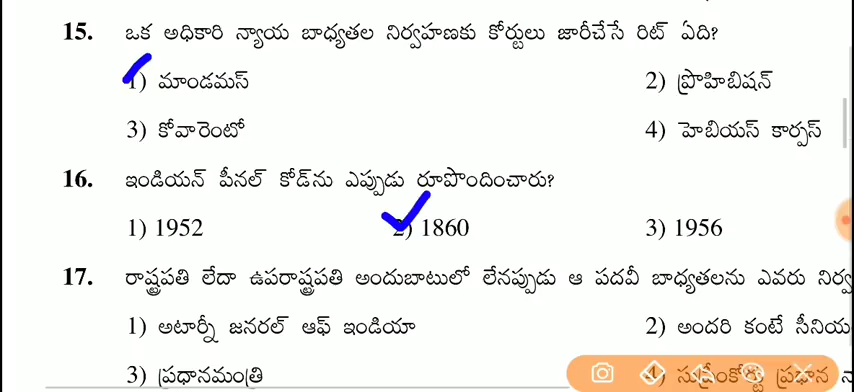 15. ఒక అధికారి న్యాయ బాధ్యతల నిర్వహణకు కోర్టులు జారీచేసే రిట్ ఏది?
1) మాండమస్ 2) ప్రొహిబిషన్
3) కోవారెంటో 4) హెబియస్ కార్పస్
16. ఇండియన్ పీనల్ కోడ్‌ను ఎప్పుడు రూపొందించారు?
1) 1952 2) 1860 3) 1956
17. రాష్ట్రపతి లేదా ఉపరాష్ట్రపతి అందుబాటులో లేనప్పుడు ఆ పదవీ బాధ్యతలను ఎవరు
1) అటార్నీ జనరల్ ఆఫ్ ఇండియా 2) అందరి కంటే
3) ప్రధానమంత్రి 4) సుప్రీంకోర్టు ప్రధాన